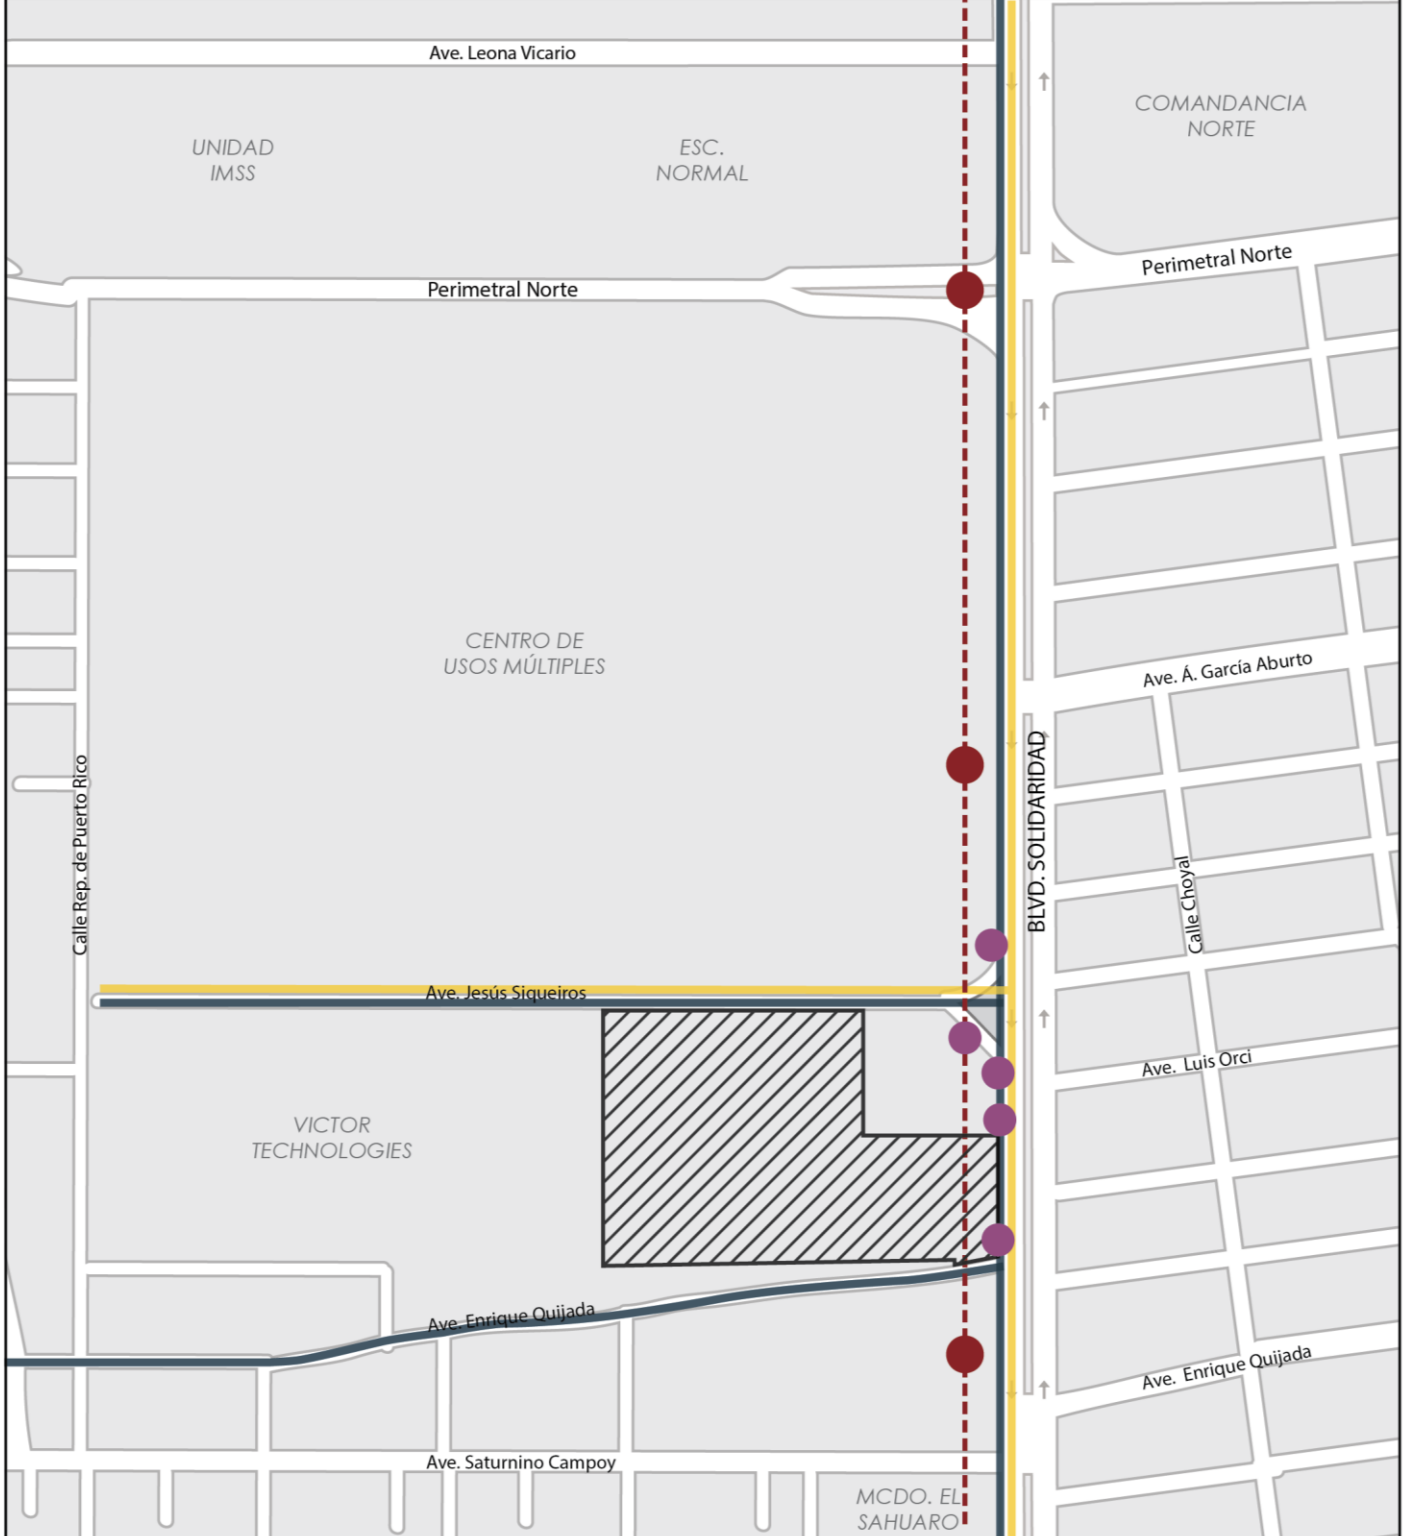 Ave. Leona Vicario
COMANDANCIA
NORTE
UNIDAD
IMSS
ESC.
NORMAL
Perimetral Norte
Perimetral Norte
CENTRO DE
USOS MÚLTIPLES
Ave. Á. García Aburto
BLVD. SOLIDARIDAD
Calle Rep. de Puerto Rico
Calle Choyal
Ave. Jesús Siqueiros
Ave. Luis Orci
VICTOR
TECHNOLOGIES
Ave. Enrique Quijada
Ave. Enrique Quijada
Ave. Saturnino Campoy
MCDO. EL
SAHUARO